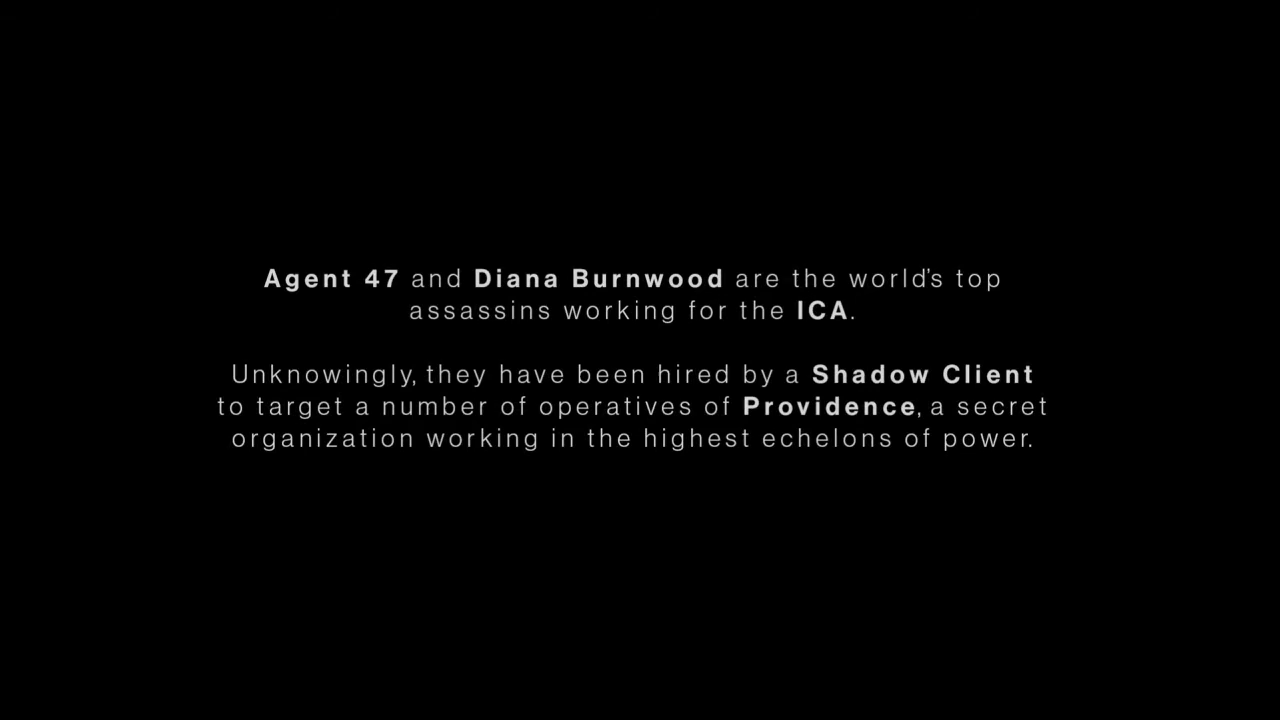 Agent 47 and Diana Burnwood are the world's top
assassins working for the ICA.
Unknowingly, they have been hired by a Shadow Client
to target a number of operatives of Providence, a secret
organization working in the highest echelons of power.